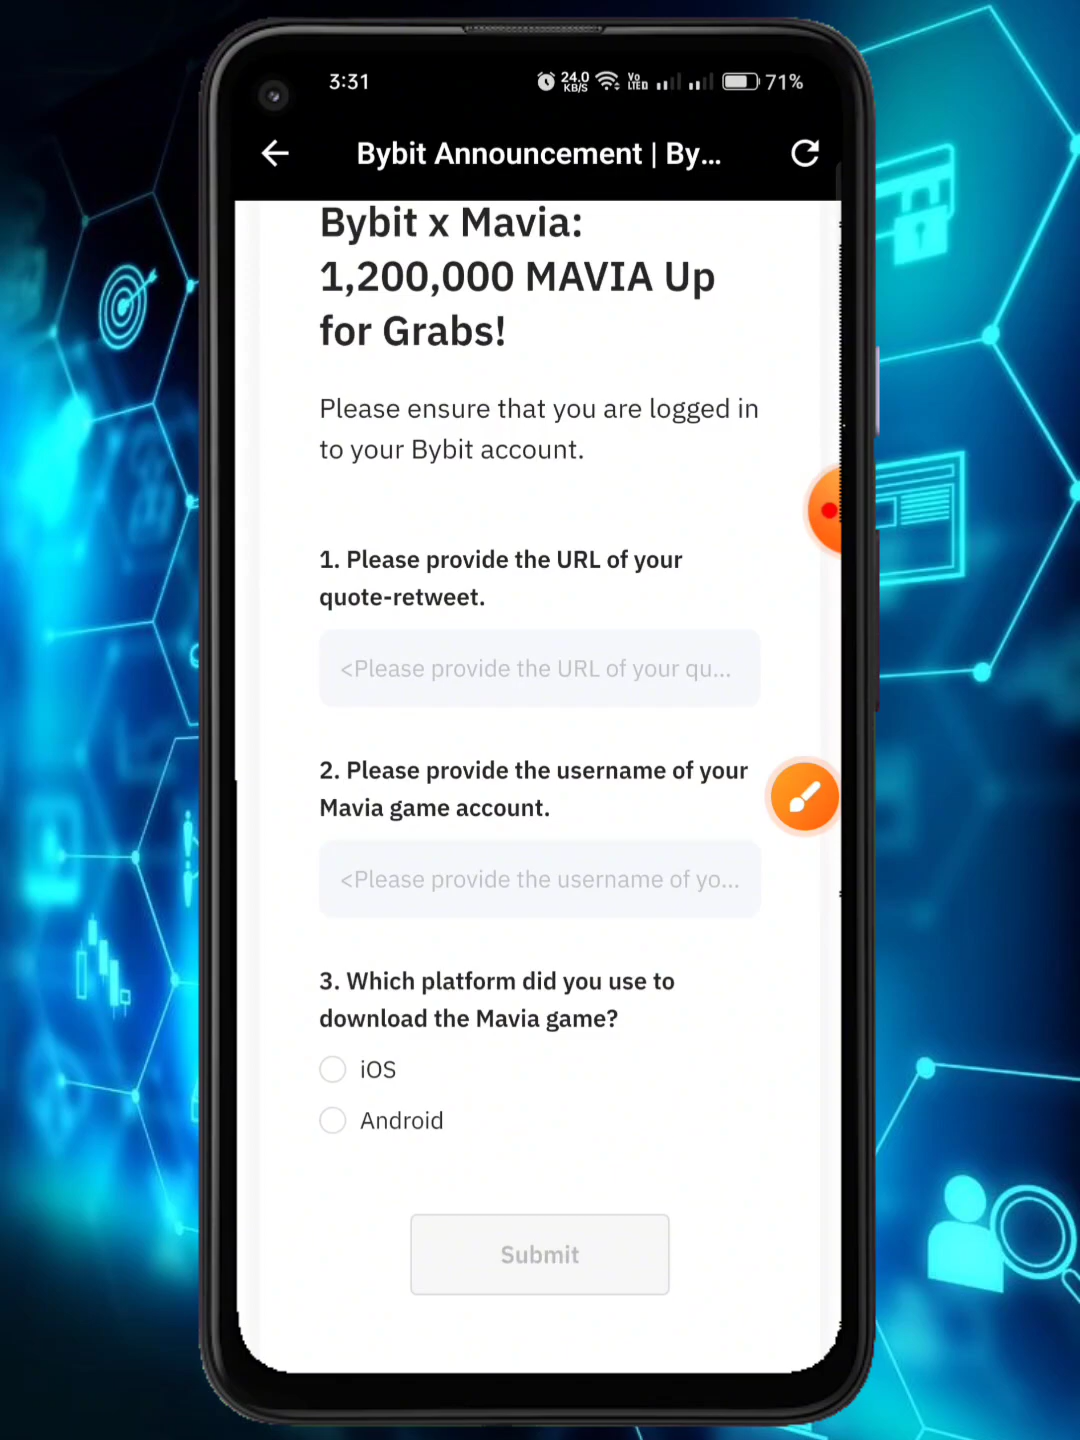 3:31
24.0
KB/S
Vo
LTED
71%
Bybit Announcement | By...
Bybit x Mavia:
1,200,000 MAVIA Up
for Grabs!
Please ensure that you are logged in
to your Bybit account.
1. Please provide the URL of your
quote-retweet.
<Please provide the URL of your qu...
2. Please provide the username of your
Mavia game account.
<Please provide the username of yo...
3. Which platform did you use to
download the Mavia game?
iOS
Android
Submit